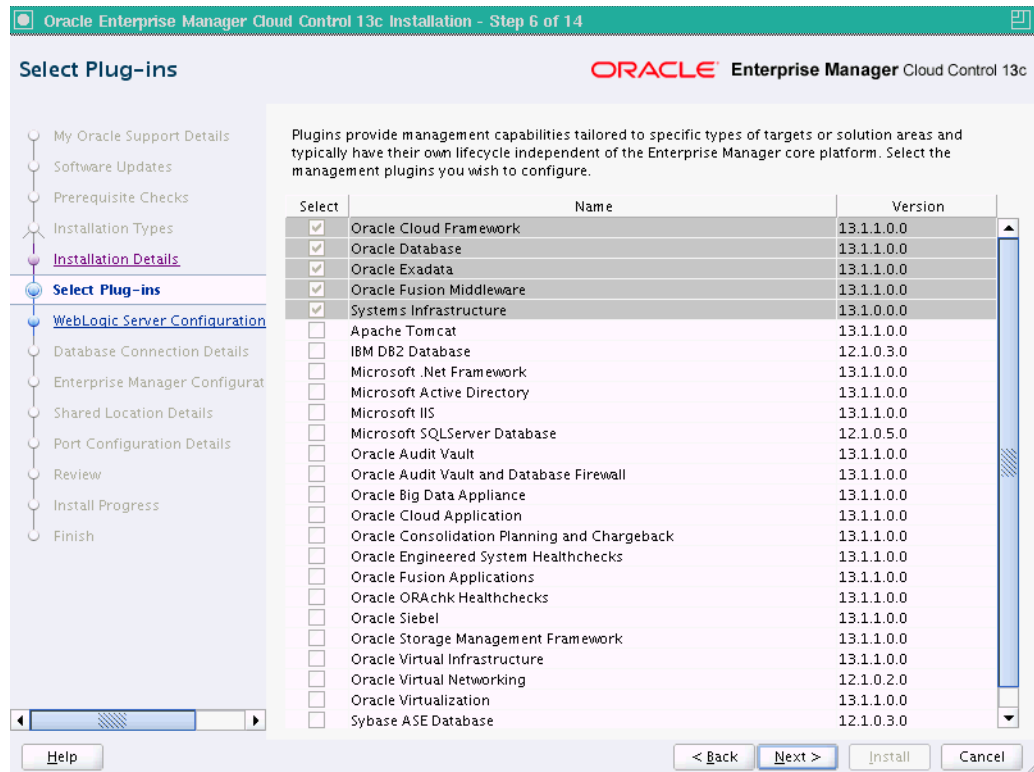 Oracle Enterprise Manager Cloud Control 13c Installation - Step 6 of 14
Select Plug-ins
ORACLE Enterprise Manager Cloud Control 13c
My Oracle Support Details
Software Updates
Prerequisite Checks
Installation Types
Installation Details
Select Plug-ins
WebLogic Server Configuration
Database Connection Details
Enterprise Manager Configurat
Shared Location Details
Port Configuration Details
Review
Install Progress
Finish
Plugins provide management capabilities tailored to specific types of targets or solution areas and
typically have their own lifecycle independent of the Enterprise Manager core platform. Select the
management plugins you wish to configure.
Select Name Version
Oracle Cloud Framework 13.1.1.0.0
Oracle Database 13.1.1.0.0
Oracle Exadata 13.1.1.0.0
Oracle Fusion Middleware 13.1.1.0.0
Systems Infrastructure 13.1.0.0.0
Apache Tomcat 13.1.1.0.0
IBM DB2 Database 12.1.0.3.0
Microsoft .Net Framework 13.1.1.0.0
Microsoft Active Directory 13.1.1.0.0
Microsoft IIS 13.1.1.0.0
Microsoft SQLServer Database 12.1.0.5.0
Oracle Audit Vault 13.1.1.0.0
Oracle Audit Vault and Database Firewall 13.1.1.0.0
Oracle Big Data Appliance 13.1.1.0.0
Oracle Cloud Application 13.1.1.0.0
Oracle Consolidation Planning and Chargeback 13.1.1.0.0
Oracle Engineered System Healthchecks 13.1.1.0.0
Oracle Fusion Applications 13.1.1.0.0
Oracle ORAchk Healthchecks 13.1.1.0.0
Oracle Siebel 13.1.1.0.0
Oracle Storage Management Framework 13.1.1.0.0
Oracle Virtual Infrastructure 13.1.1.0.0
Oracle Virtual Networking 12.1.0.2.0
Oracle Virtualization 13.1.1.0.0
Sybase ASE Database 12.1.0.3.0
Help < Back Next > Install Cancel